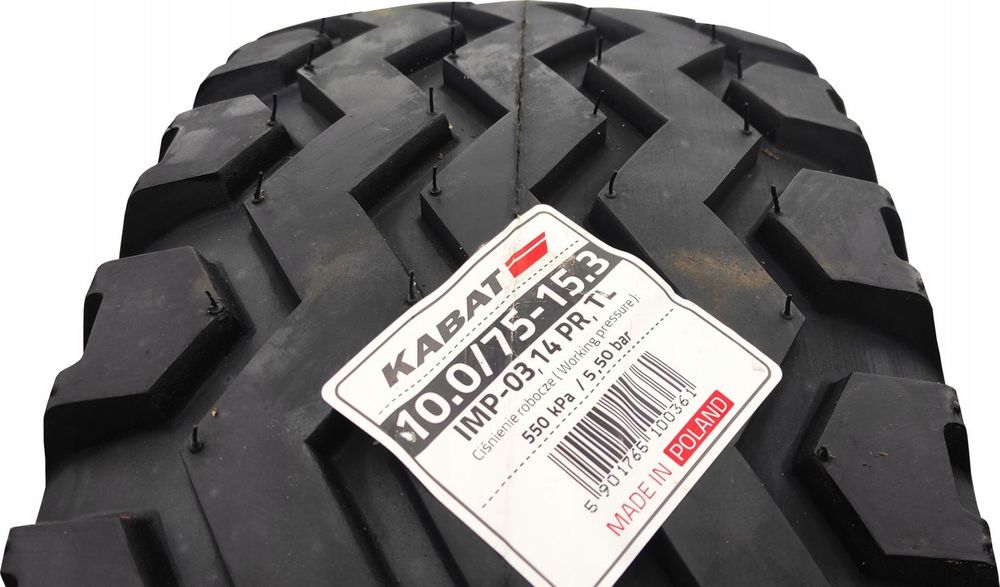 KABAT
10.0/75-15.3
IMP-03,14 PR, TL
Ciśnienie robocze ( Working pressure ):
550 kPa / 5,50 bar
5 901765 100361
MADE IN POLAND